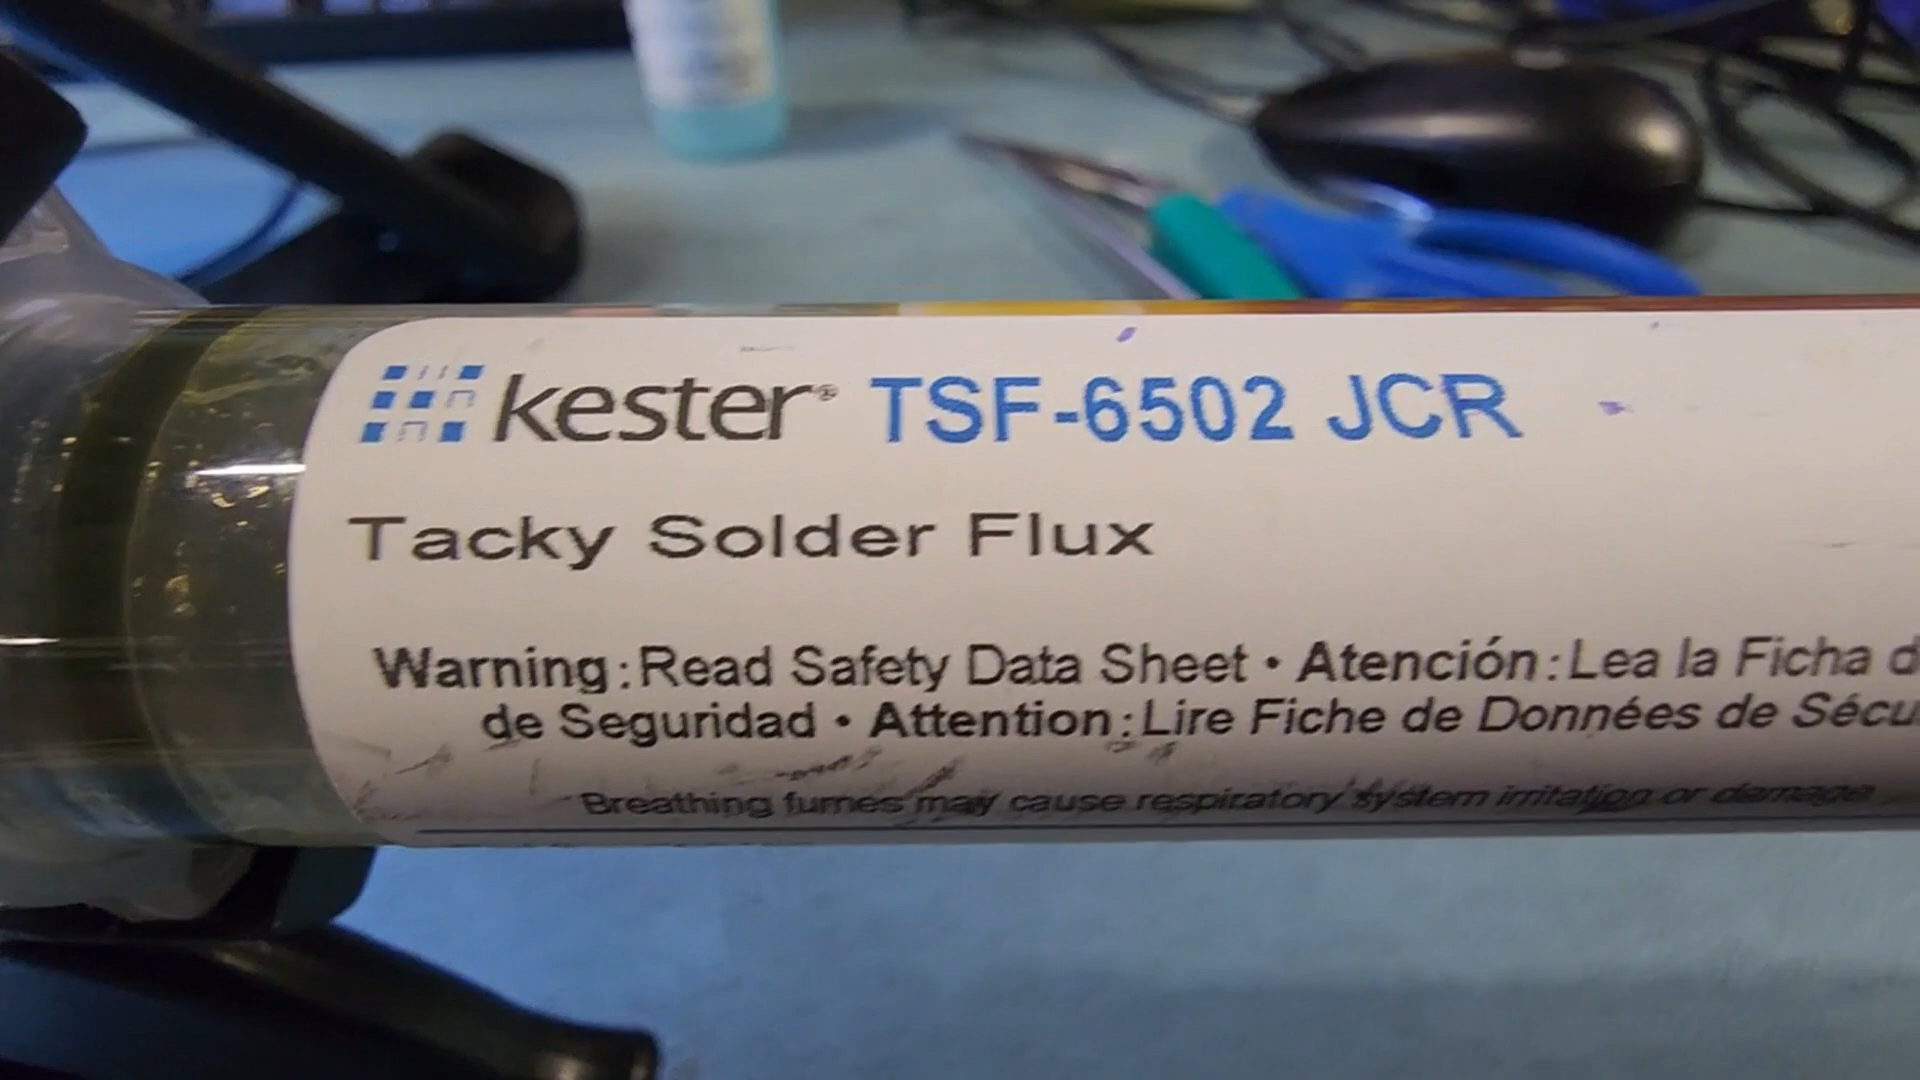 kester® TSF-6502 JCR
Tacky Solder Flux
Warning: Read Safety Data Sheet • Atención: Lea la Ficha d
de Seguridad • Attention: Lire Fiche de Données de Sécu
Breathing fumes may cause respiratory system irritation or damage